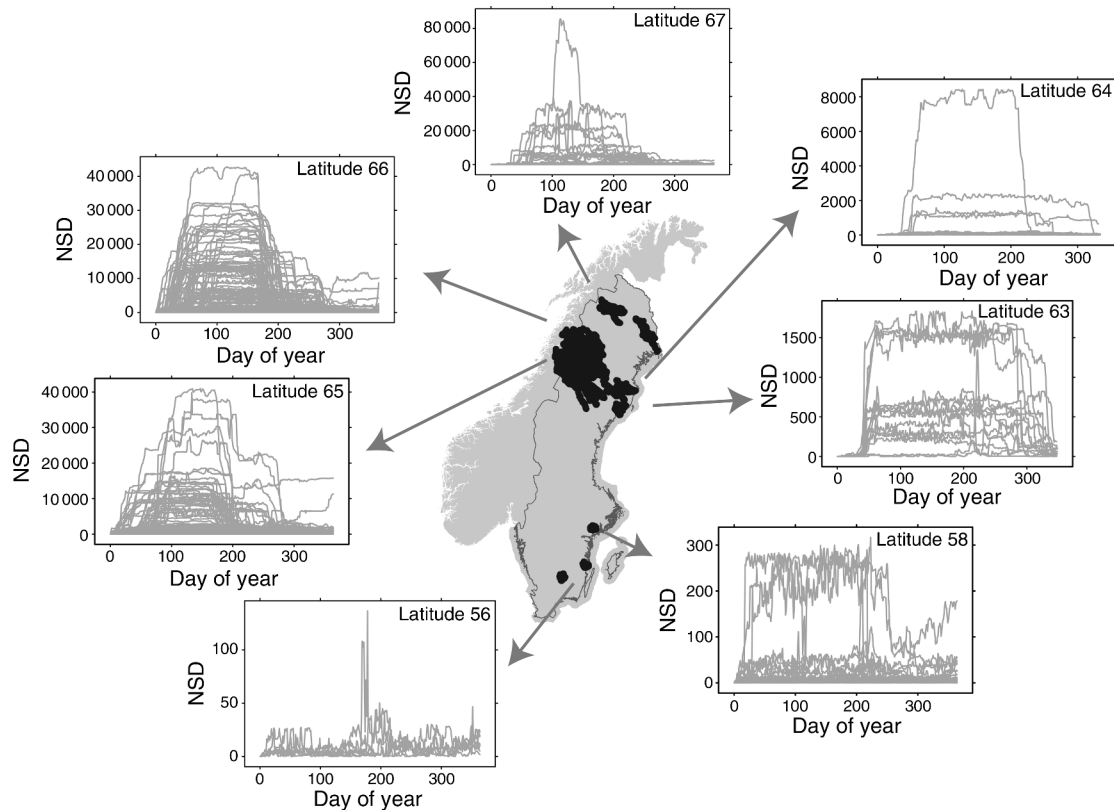 Latitude 67
80 000
60 000
40 000
20 000
0
NSD
0 100 200 300
Day of year
Latitude 64
8000
6000
4000
2000
0
NSD
0 100 200 300
Day of year
Latitude 66
40 000
30 000
20 000
10 000
0
NSD
0 100 200 300
Day of year
Latitude 63
1500
1000
500
0
NSD
0 100 200 300
Day of year
Latitude 65
40 000
30 000
20 000
10 000
0
NSD
0 100 200 300
Day of year
Latitude 58
300
200
100
0
NSD
0 100 200 300
Day of year
Latitude 56
100
50
0
NSD
0 100 200 300
Day of year